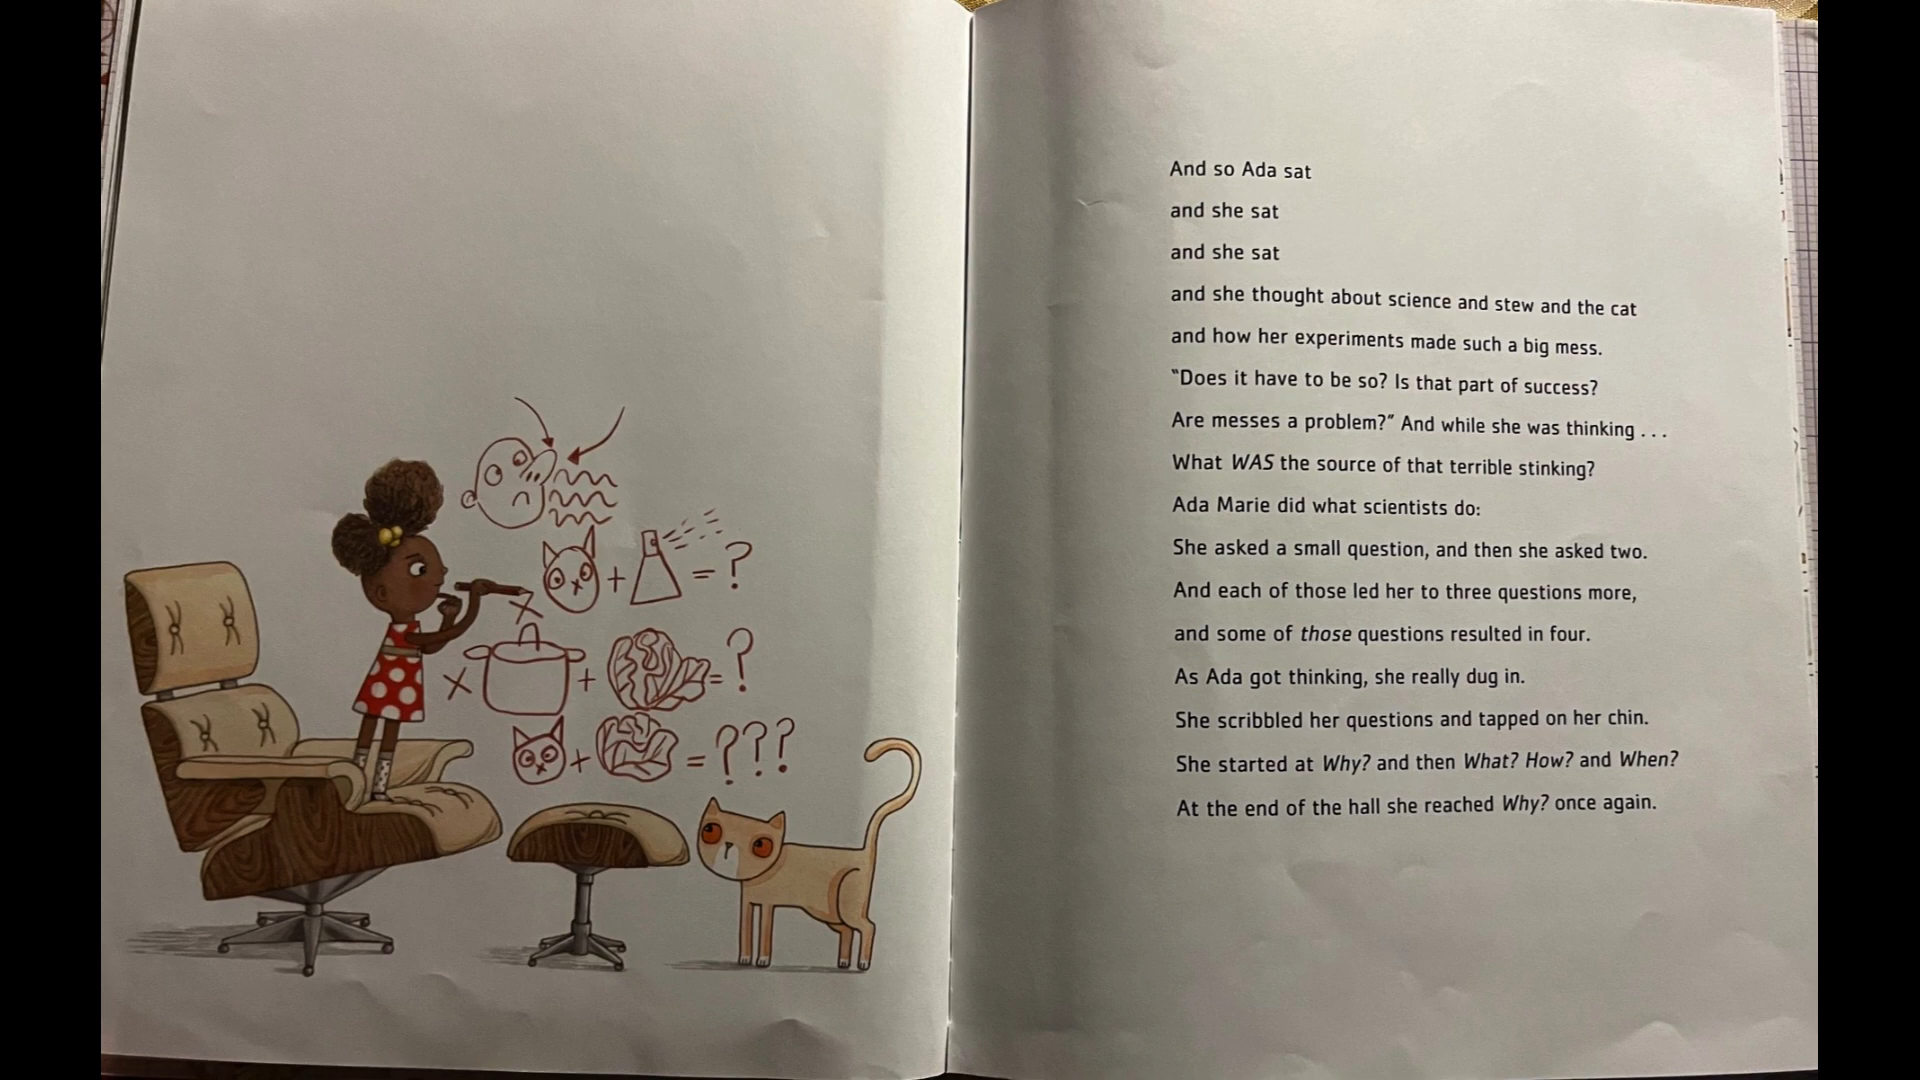 + = ?
+ = ?
+ = ???
And so Ada sat
and she sat
and she sat
and she thought about science and stew and the cat
and how her experiments made such a big mess.
“Does it have to be so? Is that part of success?
Are messes a problem?” And while she was thinking . . .
What WAS the source of that terrible stinking?
Ada Marie did what scientists do:
She asked a small question, and then she asked two.
And each of those led her to three questions more,
and some of those questions resulted in four.
As Ada got thinking, she really dug in.
She scribbled her questions and tapped on her chin.
She started at Why? and then What? How? and When?
At the end of the hall she reached Why? once again.